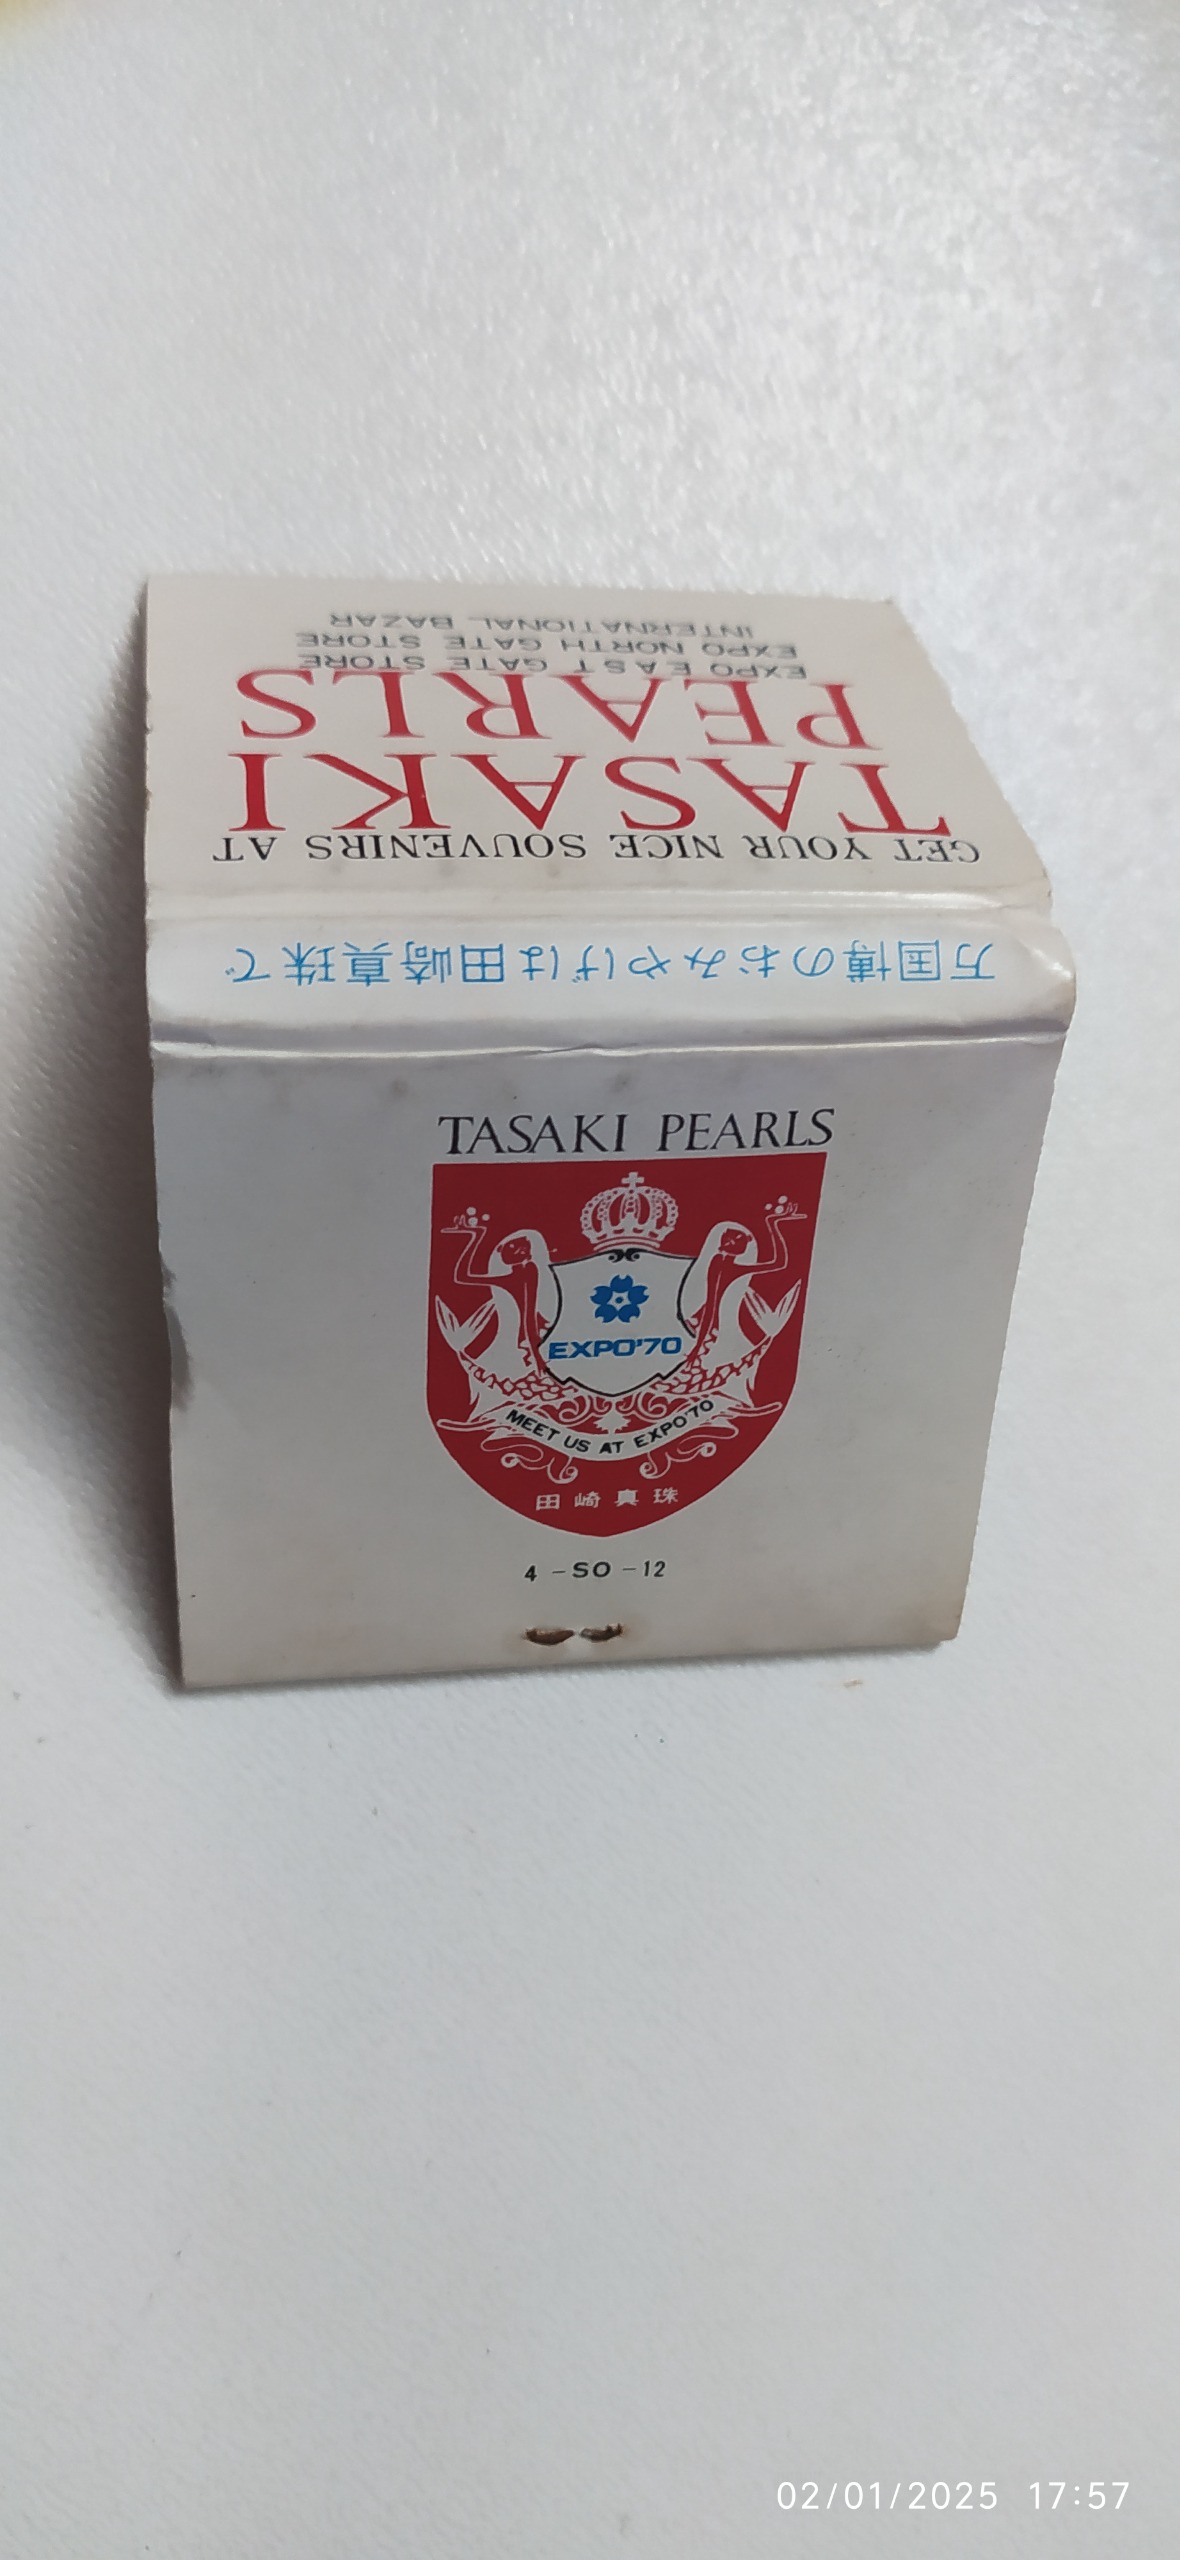 GET YOUR NICE SOUVENIRS AT
TASAKI
PEARLS
EXPO EAST GATE STORE
EXPO NORTH GATE STORE
INTERNATIONAL BAZAR
万国博のおみやげは田崎真珠で
TASAKI PEARLS
EXPO'70
MEET US AT EXPO'70
田崎真珠
4-SO-12
02/01/2025 17:57